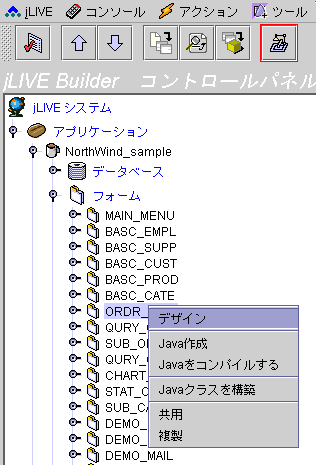 jLIVE コンソール アクション ツール
jLIVE Builder コントロールパネル
jLIVE システム
アプリケーション
NorthWind_sample
データベース
フォーム
MAIN_MENU
BASC_EMPL
BASC_SUPP
BASC_CUST
BASC_PROD
BASC_CATE
ORDR_
デザイン
QURY_
Java作成
SUB_OR
Javaをコンパイルする
QURY_
CHART_
Javaクラスを構築
STAT_C
SUB_CA
共用
DEMO_
複製
DEMO_
DEMO_MAIL